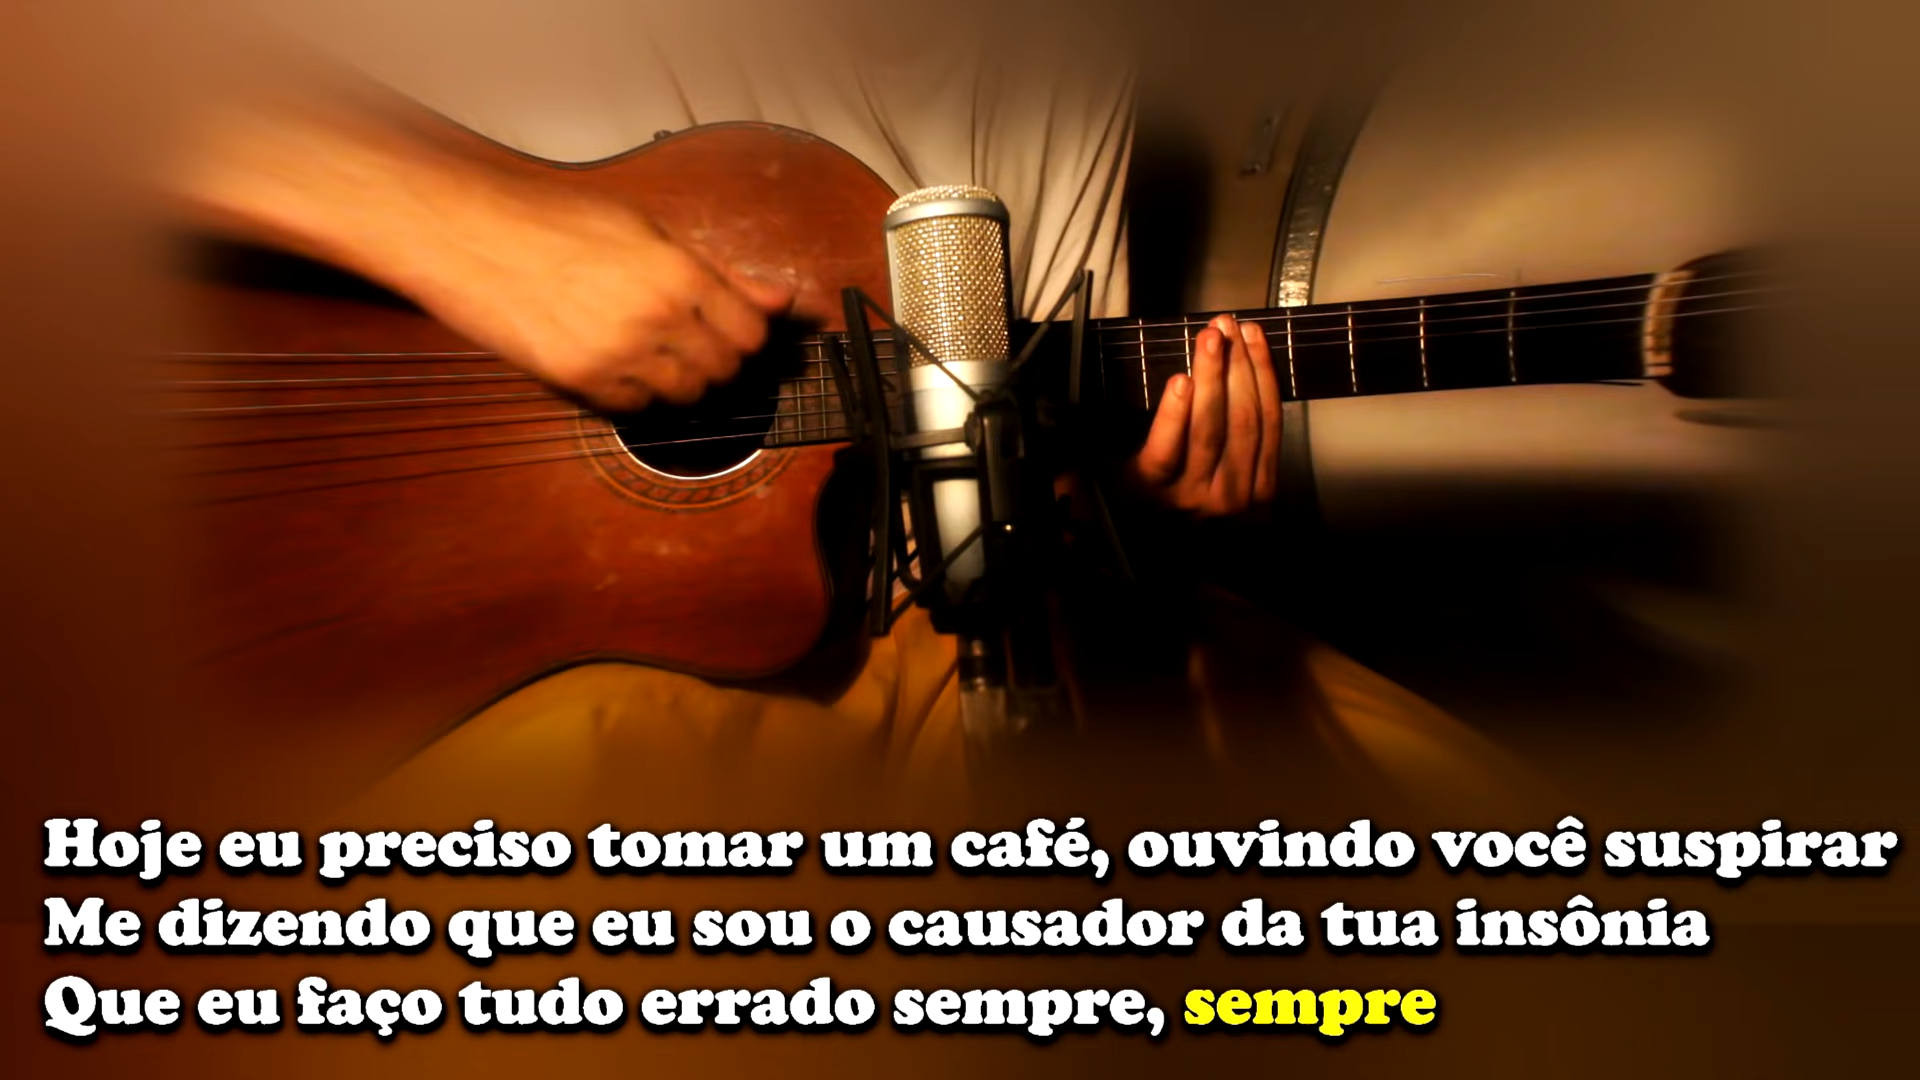 Hoje eu preciso tomar um café, ouvindo você suspirar
Me dizendo que eu sou o causador da tua insônia
Que eu faço tudo errado sempre, sempre